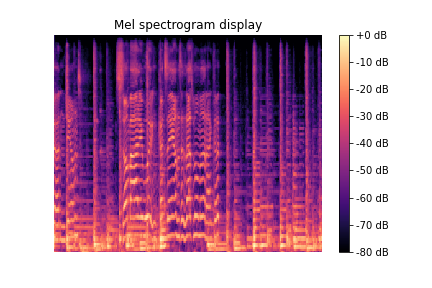 Mel spectrogram display
+0 dB
-10 dB
-20 dB
-30 dB
-40 dB
-50 dB
-60 dB
-70 dB
-80 dB